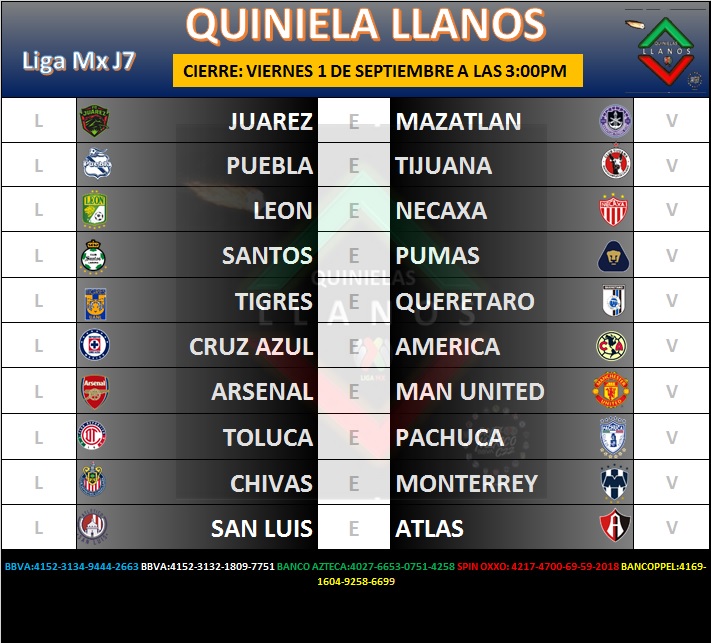 QUINIELA LLANOS
Liga Mx J7
CIERRE: VIERNES 1 DE SEPTIEMBRE A LAS 3:00PM
QUINIELAS
LLANOS
L JUAREZ E MAZATLAN V
L PUEBLA E TIJUANA V
L LEON E NECAXA V
L SANTOS E PUMAS V
L TIGRES E QUERETARO V
L CRUZ AZUL E AMERICA V
L ARSENAL E MAN UNITED V
L TOLUCA E PACHUCA V
L CHIVAS E MONTERREY V
L SAN LUIS E ATLAS V
QUINIELAS
LLANOS
LIGA MX
BBVA:4152-3134-9444-2663 BBVA:4152-3132-1809-7751 BANCO AZTECA:4027-6653-0751-4258 SPIN OXXO: 4217-4700-69-59-2018 BANCOPPEL:4169-
1604-9258-6699